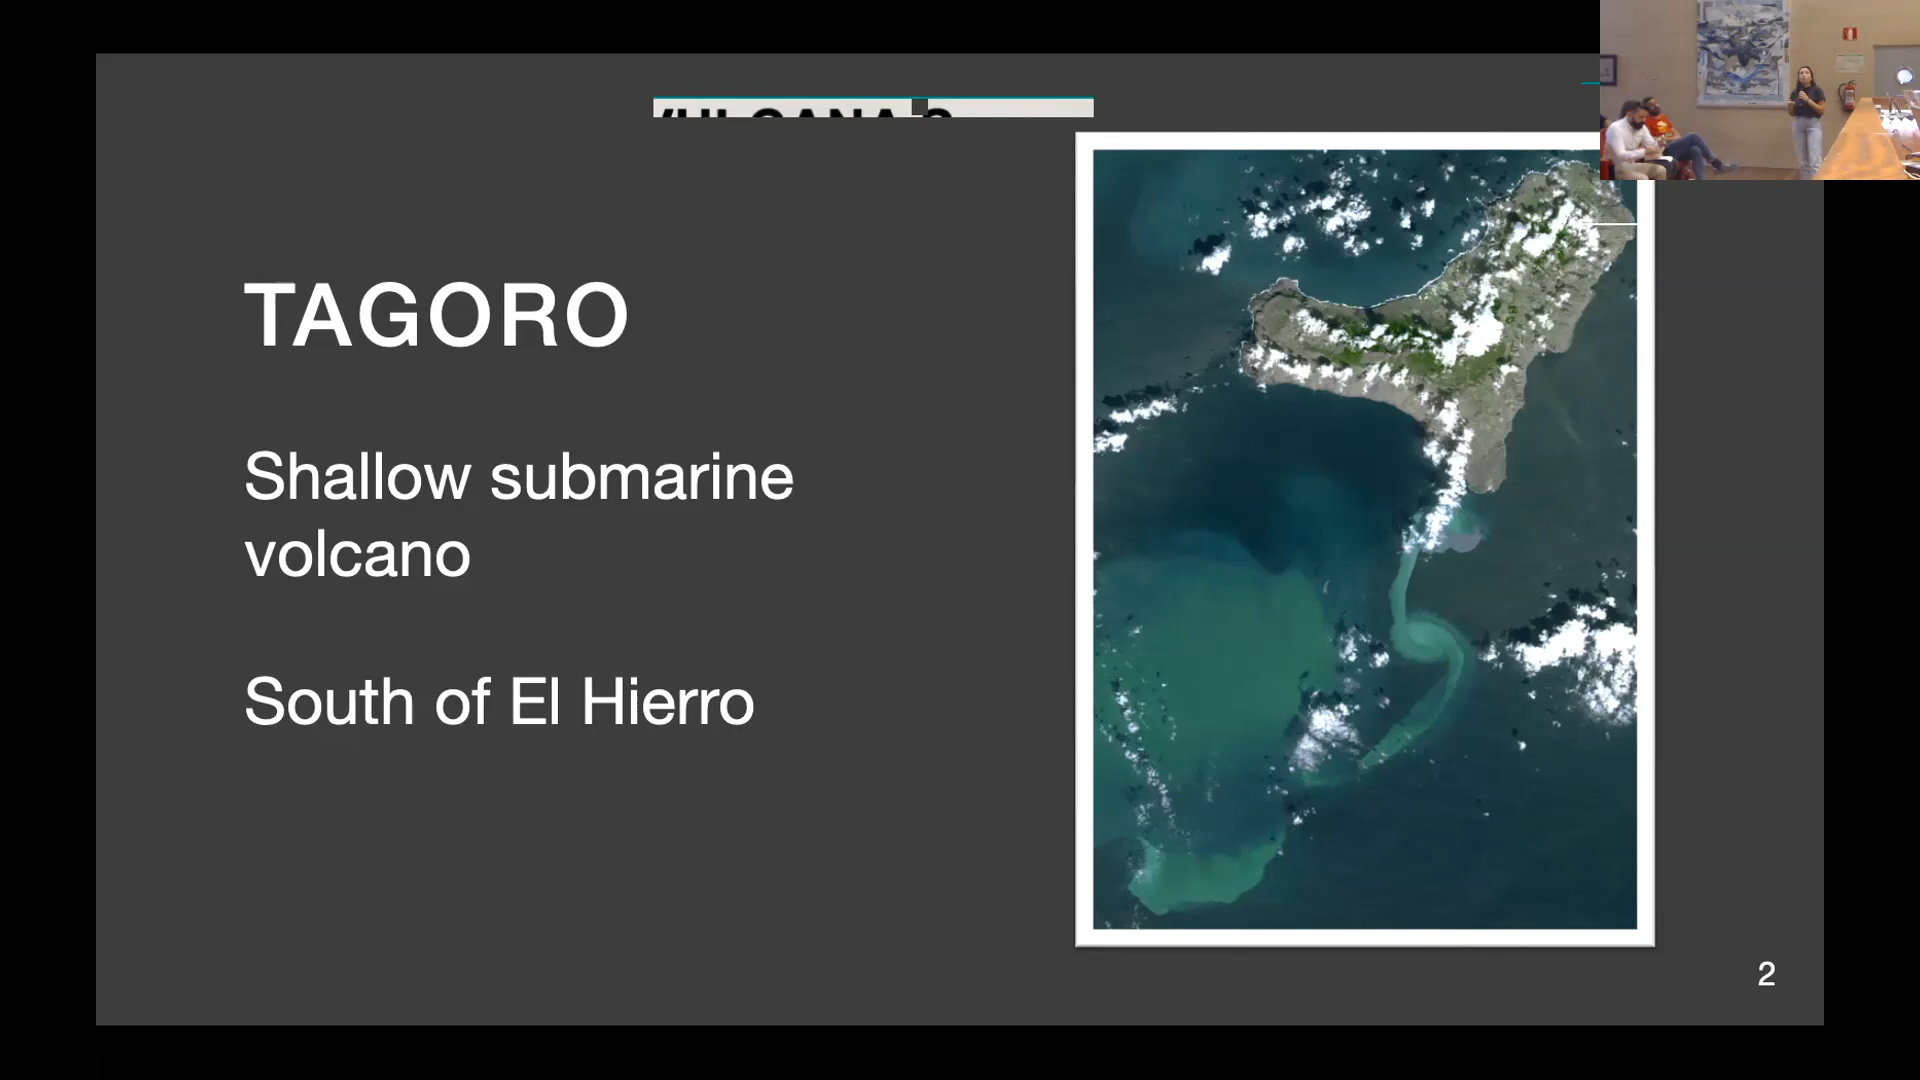 TAGORO
Shallow submarine
volcano
South of El Hierro
2